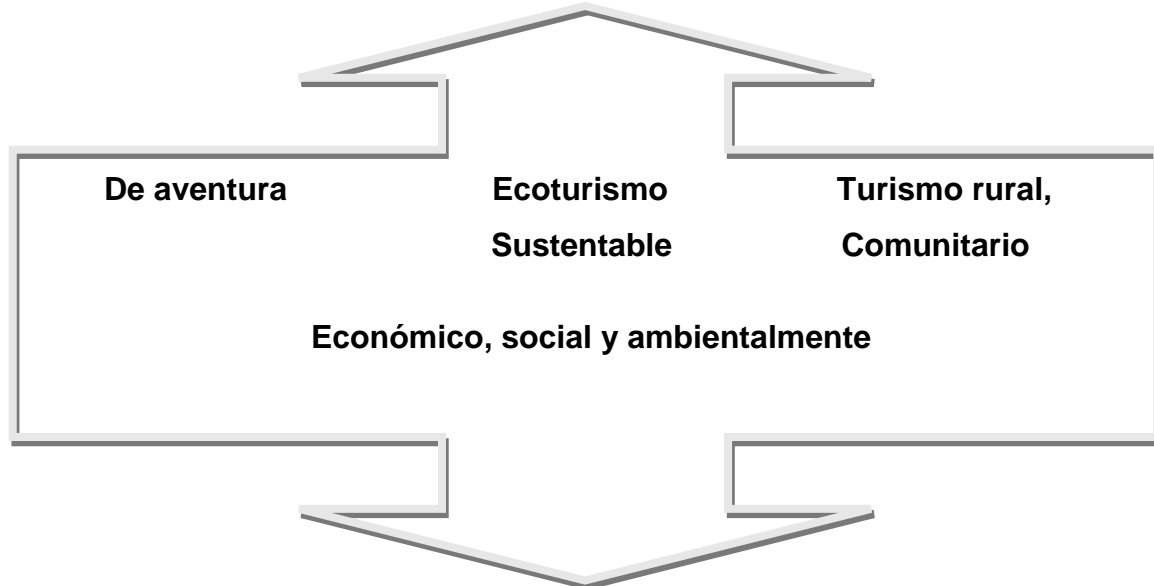 De aventura Ecoturismo Turismo rural,
Sustentable Comunitario
Económico, social y ambientalmente